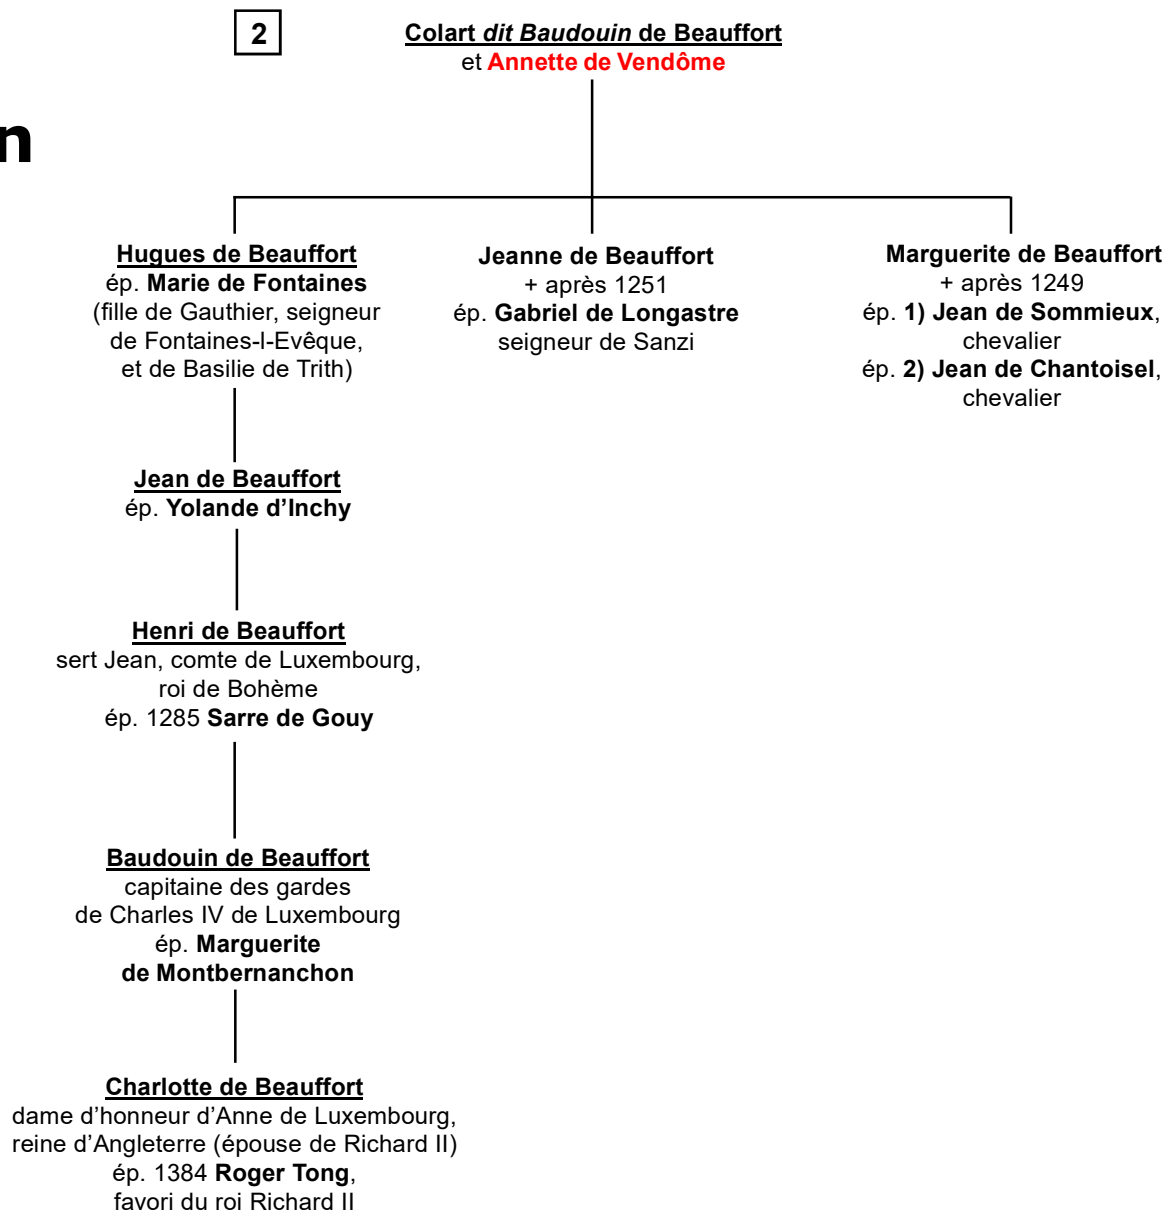 2
Colart dit Baudouin de Beauffort
et Annette de Vendôme
n
Hugues de Beauffort
ép. Marie de Fontaines
(fille de Gauthier, seigneur
de Fontaines-l-Evêque,
et de Basilie de Trith)
Jeanne de Beauffort
+ après 1251
ép. Gabriel de Longastre
seigneur de Sanzi
Marguerite de Beauffort
+ après 1249
ép. 1) Jean de Sommieux,
chevalier
ép. 2) Jean de Chantoisel,
chevalier
Jean de Beauffort
ép. Yolande d’Inchy
Henri de Beauffort
sert Jean, comte de Luxembourg,
roi de Bohème
ép. 1285 Sarre de Gouy
Baudouin de Beauffort
capitaine des gardes
de Charles IV de Luxembourg
ép. Marguerite
de Montbernanchon
Charlotte de Beauffort
dame d’honneur d’Anne de Luxembourg,
reine d’Angleterre (épouse de Richard II)
ép. 1384 Roger Tong,
favori du roi Richard II